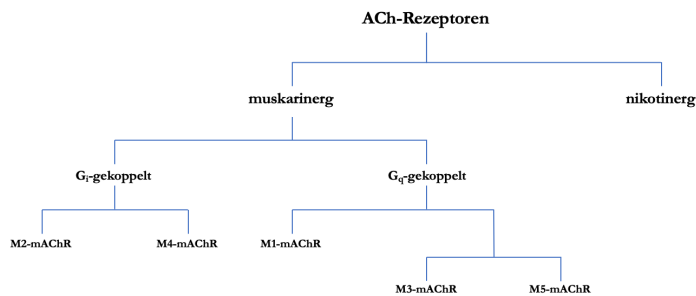 ACh-Rezeptoren
muskarinerg
nikotinerg
Gi-gekoppelt
Gq-gekoppelt
M2-mAChR
M4-mAChR
M1-mAChR
M3-mAChR
M5-mAChR